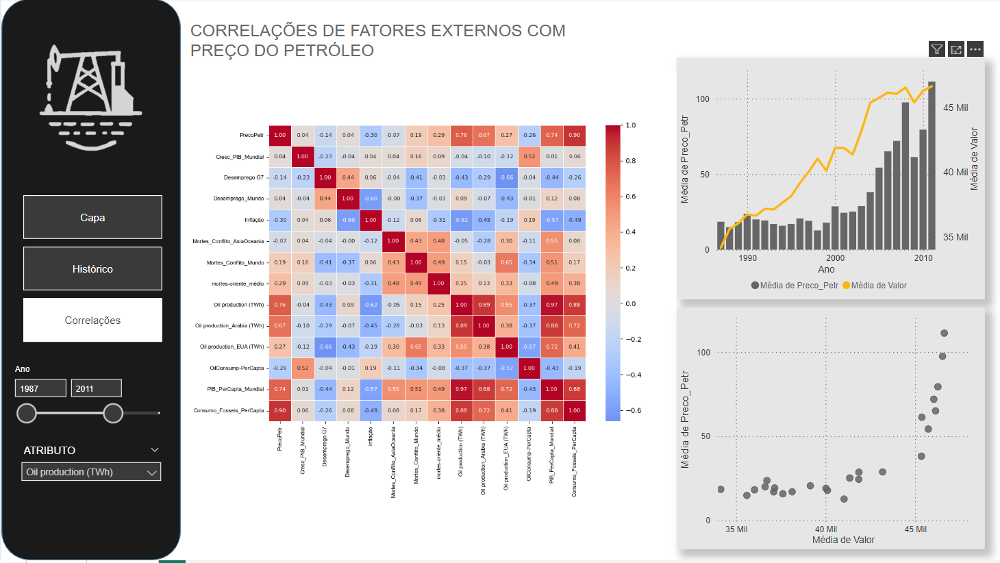 CORRELAÇÕES DE FATORES EXTERNOS COM
PREÇO DO PETRÓLEO
Capa
Histórico
Correlações
Ano
1987 2011
ATRIBUTO
Oil production (TWh)
PrecoPetr 1.00 0.04 -0.14 0.04 -0.30 -0.07 0.19 0.29 0.76 0.67 0.27 -0.26 0.74 0.90
Cresc_PIB_Mundial 0.04 1.00 -0.23 -0.04 0.04 0.04 0.16 0.09 -0.04 -0.10 -0.12 0.52 0.01 0.06
Desemprego G7 -0.14 -0.23 1.00 0.44 0.06 -0.04 -0.41 -0.03 -0.43 -0.29 -0.66 -0.04 -0.44 -0.26
Desemprego_Mundo 0.04 -0.04 0.44 1.00 -0.60 -0.00 -0.37 -0.03 0.09 -0.07 -0.43 -0.01 0.12 0.08
Inflação -0.30 0.04 0.06 -0.60 1.00 -0.12 0.06 -0.31 -0.62 -0.45 -0.19 0.19 -0.57 -0.49
Mortes_Conflito_AsiaOceania -0.07 0.04 -0.04 -0.00 -0.12 1.00 0.43 0.48 -0.05 -0.28 0.30 -0.11 0.55 0.08
Mortes_Conflito_Mundo 0.19 0.16 -0.41 -0.37 0.06 0.43 1.00 0.49 0.15 -0.03 0.65 -0.34 0.51 0.17
mortes-oriente_médio 0.29 0.09 -0.03 -0.03 -0.31 0.48 0.49 1.00 0.25 0.13 0.33 -0.08 0.49 0.38
Oil production (TWh) 0.76 -0.04 -0.43 0.09 -0.62 -0.05 0.15 0.25 1.00 0.89 0.55 -0.37 0.97 0.88
Oil production_Arabia (TWh) 0.67 -0.10 -0.29 -0.07 -0.45 -0.28 -0.03 0.13 0.89 1.00 0.38 -0.37 0.88 0.72
Oil production_EUA (TWh) 0.27 -0.12 -0.66 -0.43 -0.19 0.30 0.65 0.33 0.55 0.38 1.00 -0.57 0.72 0.41
OilConsump-PerCapta -0.26 0.52 -0.04 -0.01 0.19 -0.11 -0.34 -0.08 -0.37 -0.37 -0.57 1.00 -0.43 -0.19
PIB_PerCapta_Mundial 0.74 0.01 -0.44 0.12 -0.57 0.55 0.51 0.49 0.97 0.88 0.72 -0.43 1.00 0.88
Consumo_Fosseis_PerCapta 0.90 0.06 -0.26 0.08 -0.49 0.08 0.17 0.38 0.88 0.72 0.41 -0.19 0.88 1.00
PrecoPetr
Cresc_PIB_Mundial
Desemprego G7
Desemprego_Mundo
Inflação
Mortes_Conflito_AsiaOceania
Mortes_Conflito_Mundo
mortes-oriente_médio
Oil production (TWh)
Oil production_Arabia (TWh)
Oil production_EUA (TWh)
OilConsump-PerCapta
PIB_PerCapta_Mundial
Consumo_Fosseis_PerCapta
1.0
0.8
0.6
0.4
0.2
0.0
−0.2
−0.4
−0.6
Média de Preco_Petr
100
50
0
45 Mil
40 Mil
35 Mil
Média de Valor
1990 2000 2010
Ano
Média de Preco_Petr Média de Valor
Média de Preco_Petr
100
50
0
35 Mil 40 Mil 45 Mil
Média de Valor